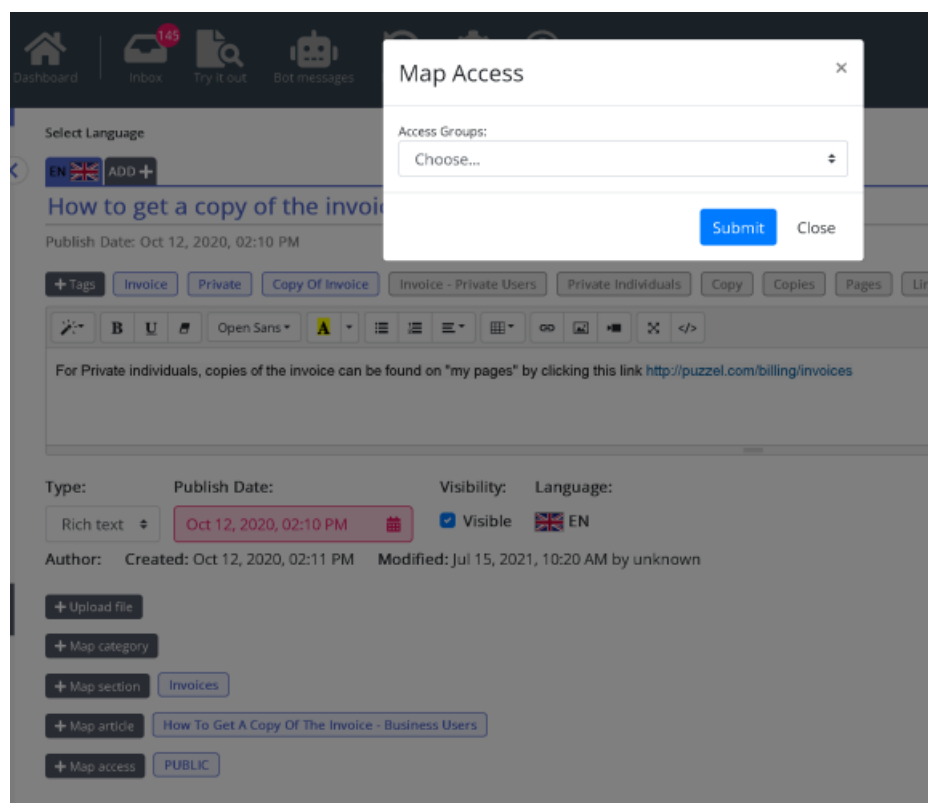 145
Dashboard Inbox Try it out Bot messages
Map Access ×
Access Groups:
Choose...
Submit Close
Select Language
EN ADD +
How to get a copy of the invoi
Publish Date: Oct 12, 2020, 02:10 PM
+ Tags Invoice Private Copy Of Invoice Invoice - Private Users Private Individuals Copy Copies Pages
B U Open Sans A </>
For Private individuals, copies of the invoice can be found on "my pages" by clicking this link http://puzzel.com/billing/invoices
Type: Publish Date: Visibility: Language:
Rich text Oct 12, 2020, 02:10 PM Visible EN
Author: Created: Oct 12, 2020, 02:11 PM Modified: Jul 15, 2021, 10:20 AM by unknown
+ Upload file
+ Map category
+ Map section Invoices
+ Map article How To Get A Copy Of The Invoice - Business Users
+ Map access PUBLIC